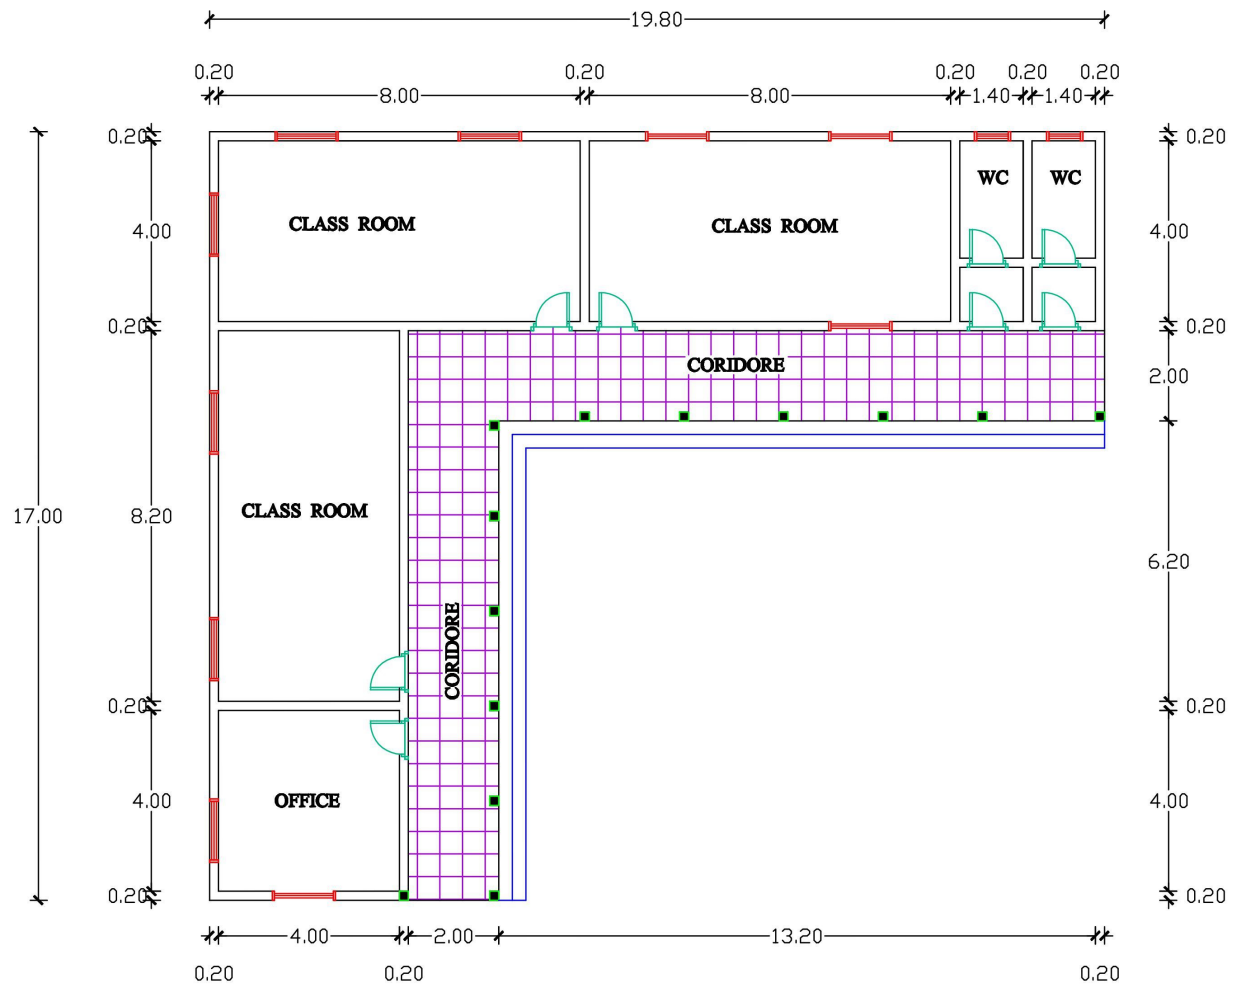 19.80
0.20 0.20 0.20 0.20 0.20
8.00 8.00 1.40 1.40
0.20 0.20
WC WC
CLASS ROOM CLASS ROOM
4.00 4.00
0.20 0.20
CORIDORE
2.00
CLASS ROOM
17.00 8.20
6.20
CORIDORE
0.20 0.20
OFFICE
4.00 4.00
0.20 0.20
4.00 2.00 13.20
0.20 0.20 0.20